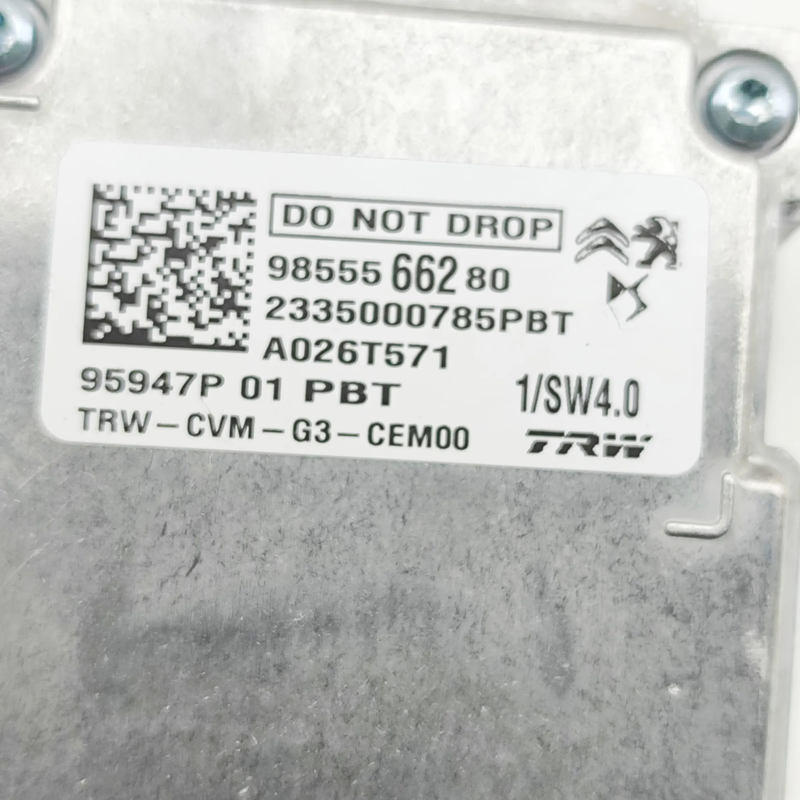 DO NOT DROP
98555 662 80
2335000785PBT
A026T571
95947P 01 PBT
1/SW4.0
TRW-CVM-G3-CEM00
TRW